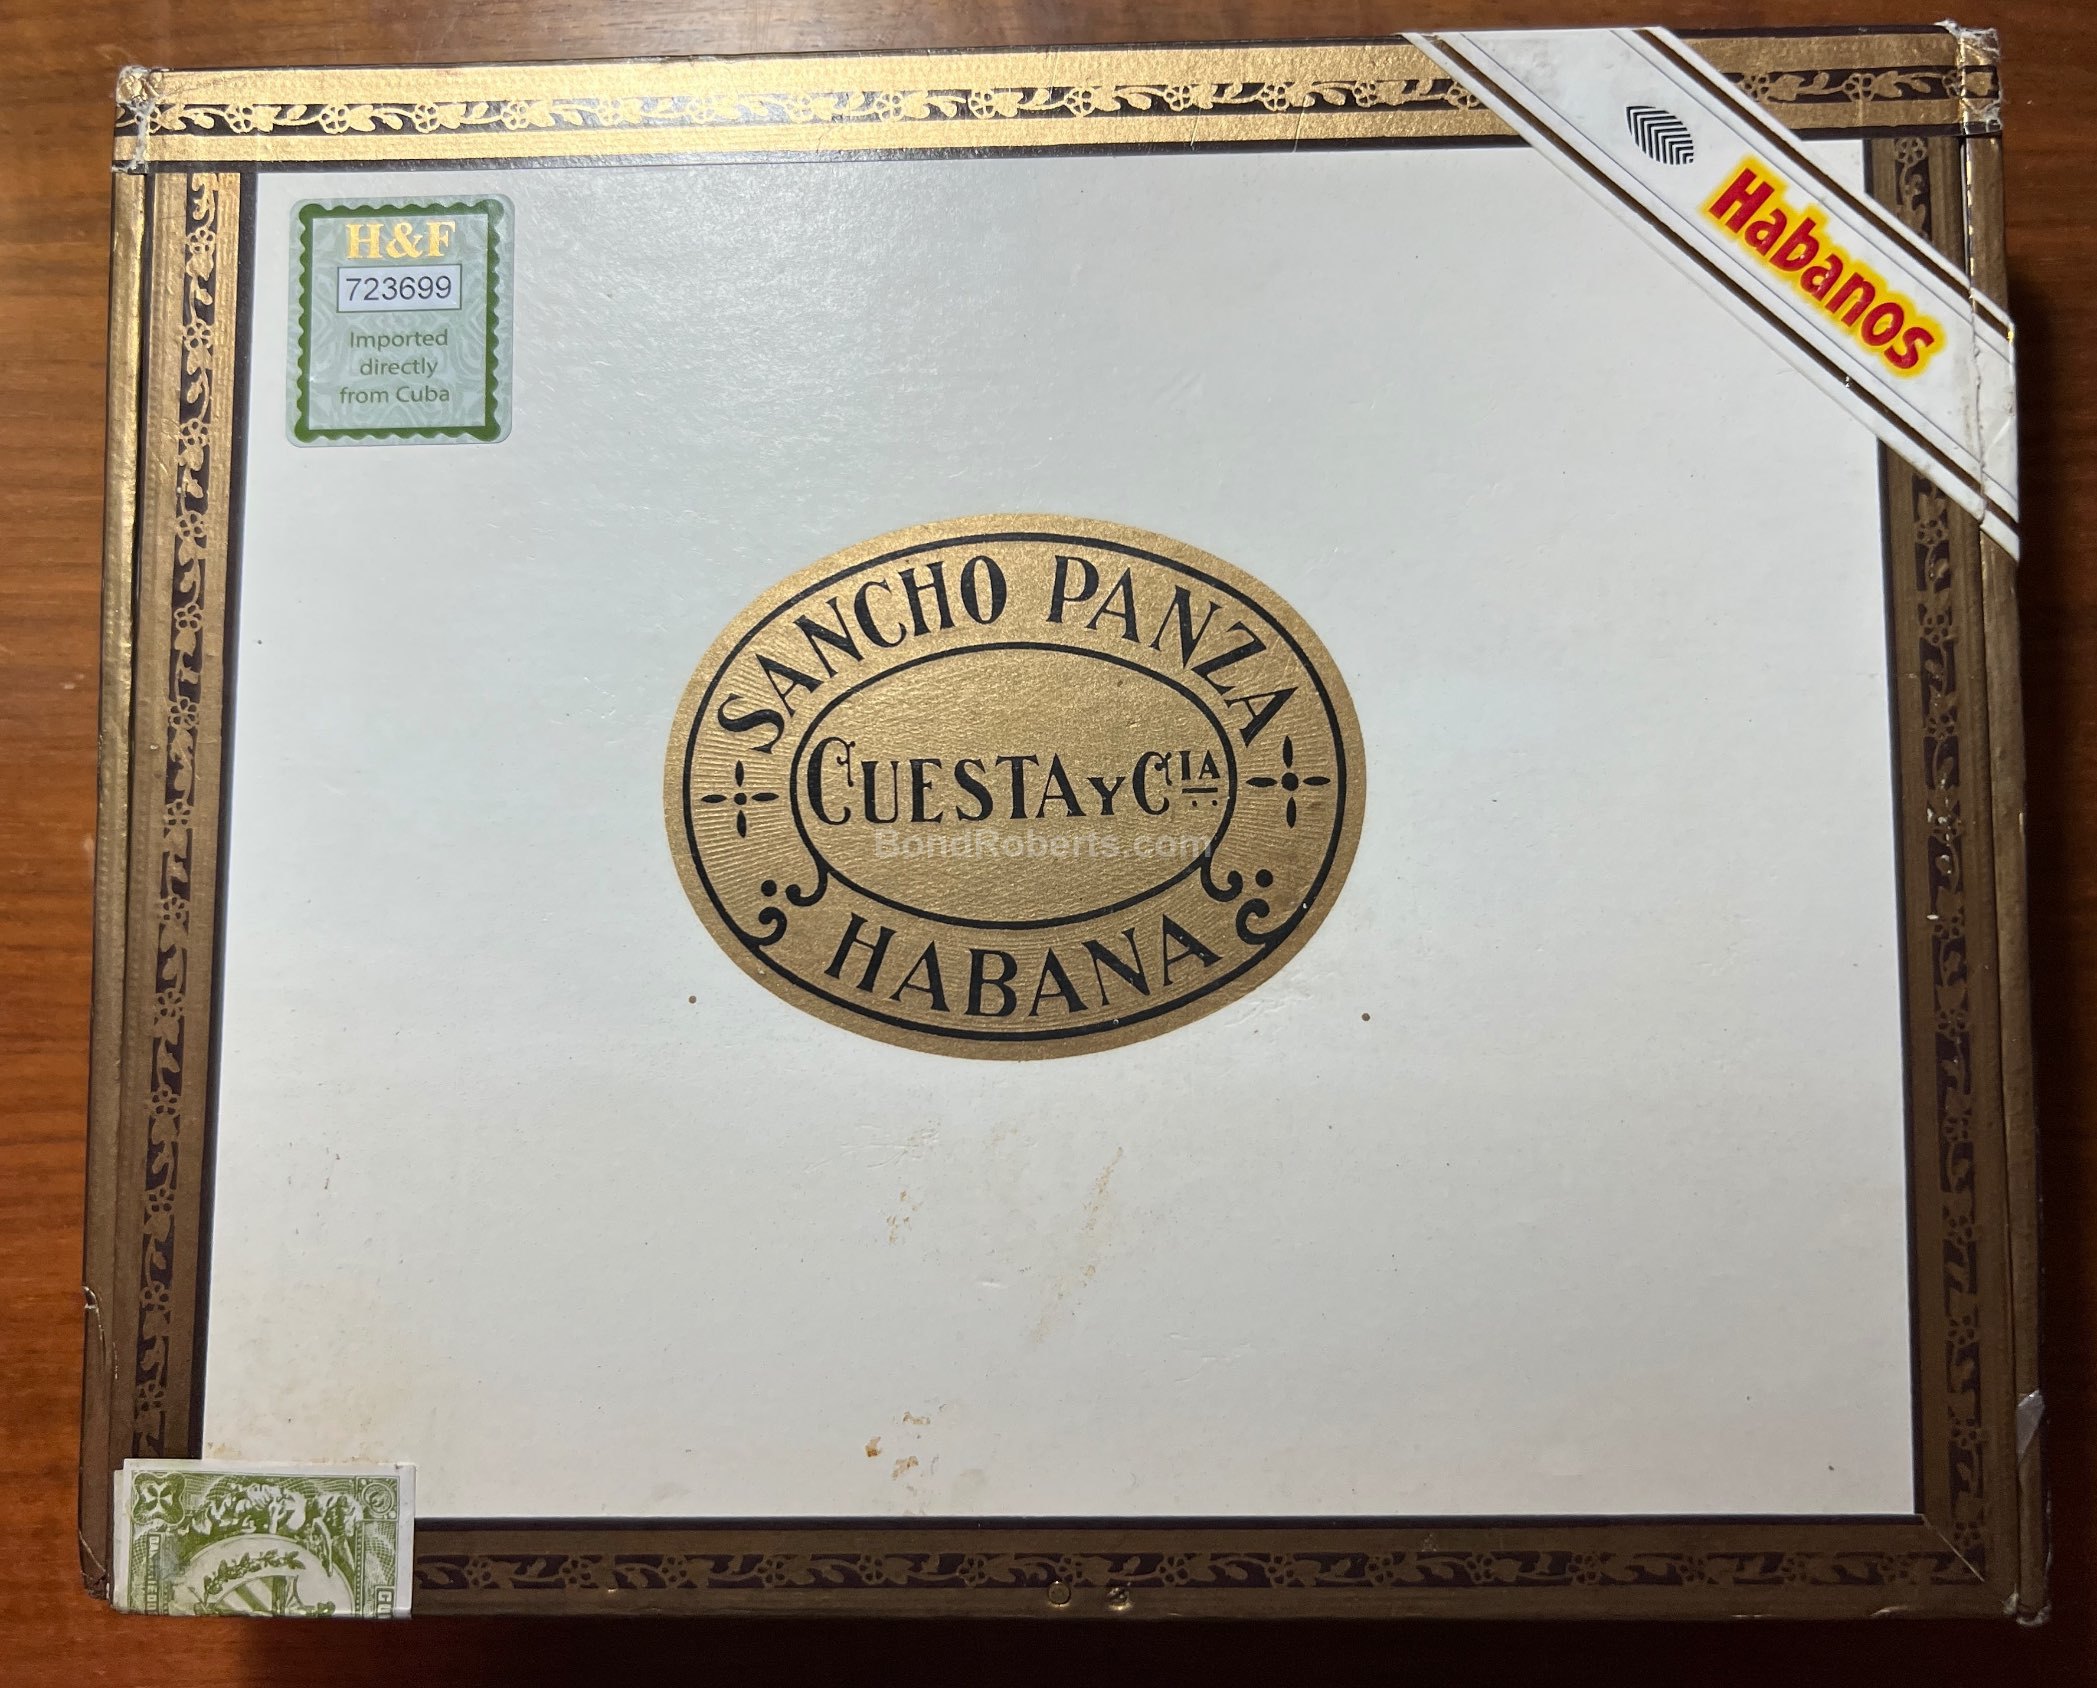 H&F
723699
Imported
directly
from Cuba
Habanos
SANCHO PANZA
CUESTA Y CIA
HABANA
BondRoberts.com